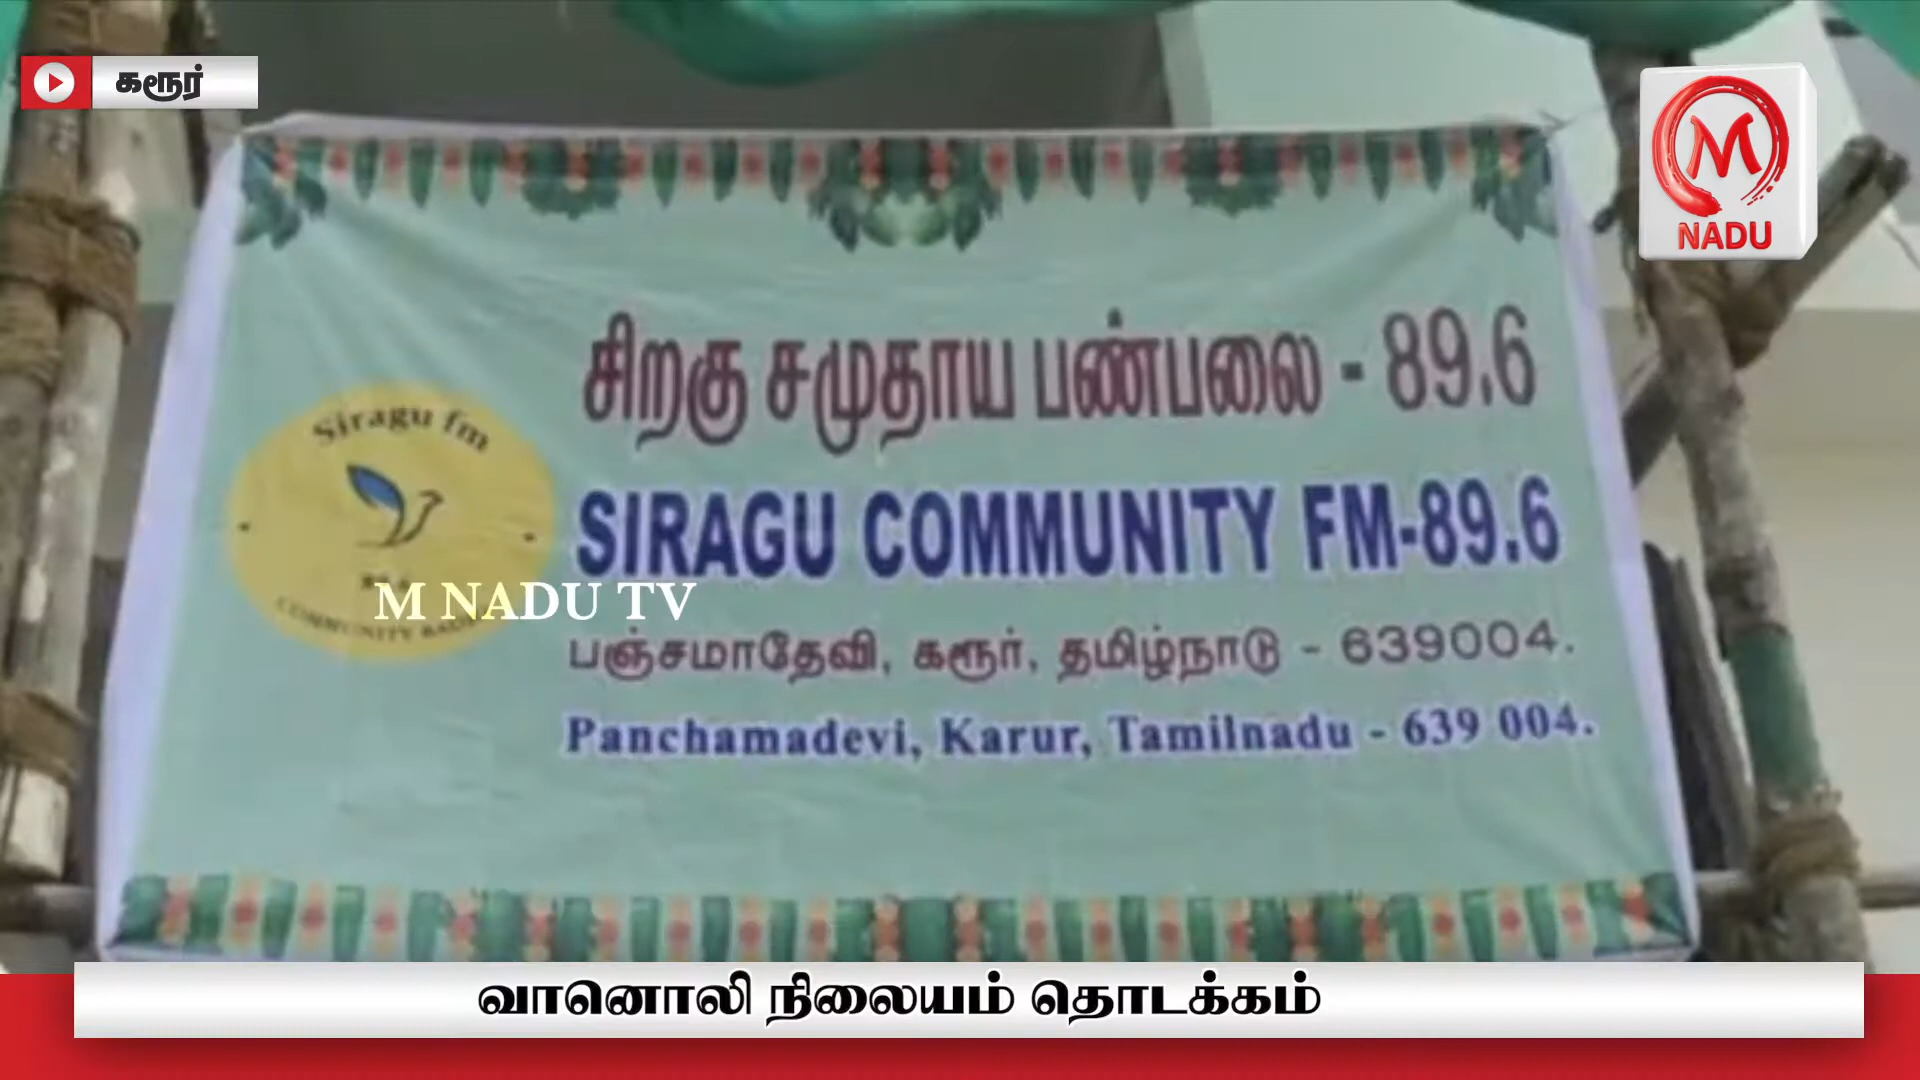 கரூர்
M
NADU
சிறகு சமுதாய பண்பலை - 89.6
Siragu fm
SIRAGU COMMUNITY FM-89.6
M NADU TV
COMMUNITY
பஞ்சமாதேவி, கரூர், தமிழ்நாடு - 639004.
Panchamadevi, Karur, Tamilnadu - 639 004.
வானொலி நிலையம் தொடக்கம்